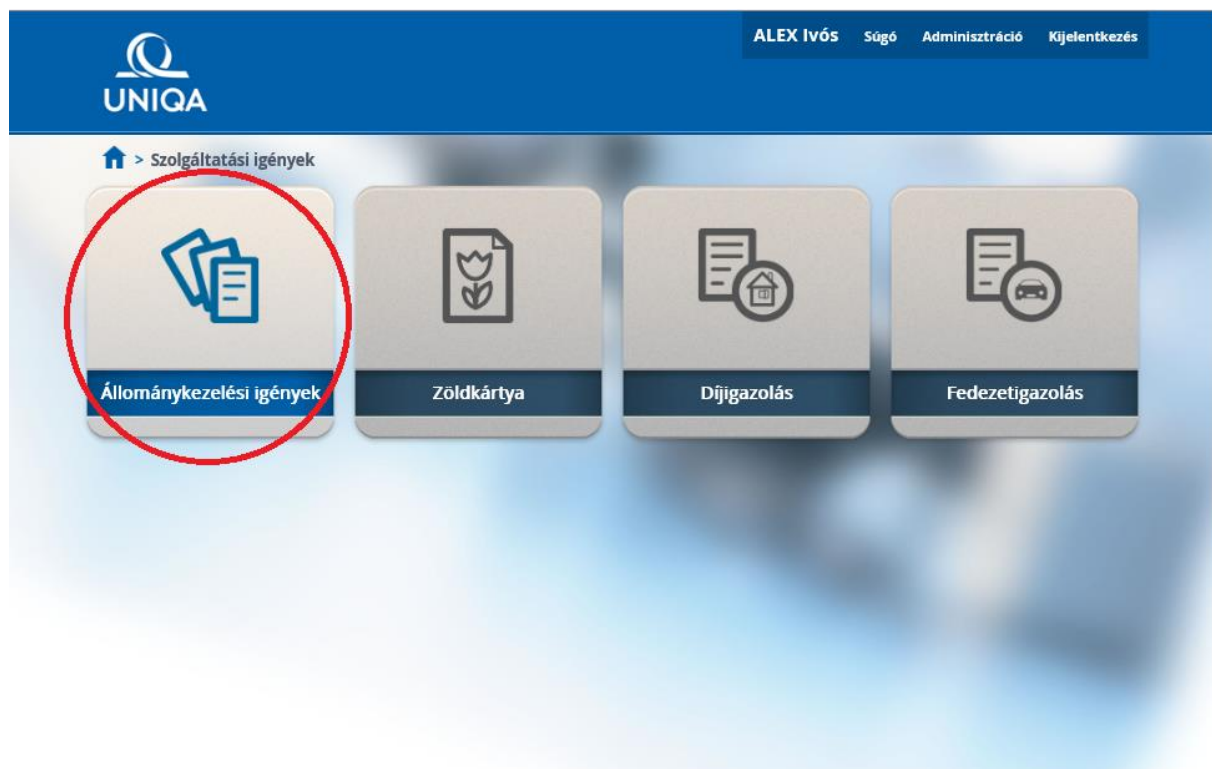 ALEX Ivós Súgó Adminisztráció Kijelentkezés
UNIQA
> Szolgáltatási igények
Állománykezelési igények
Zöldkártya
Díjigazolás
Fedezetigazolás